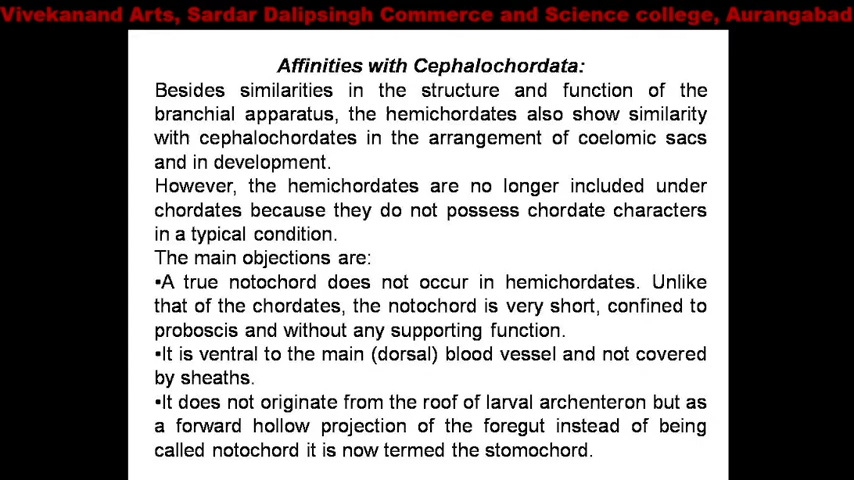 Vivekanand Arts, Sardar Dalipsingh Commerce and Science college, Aurangabad
Affinities with Cephalochordata:
Besides similarities in the structure and function of the
branchial apparatus, the hemichordates also show similarity
with cephalochordates in the arrangement of coelomic sacs
and in development.
However, the hemichordates are no longer included under
chordates because they do not possess chordate characters
in a typical condition.
The main objections are:
•A true notochord does not occur in hemichordates. Unlike
that of the chordates, the notochord is very short, confined to
proboscis and without any supporting function.
•It is ventral to the main (dorsal) blood vessel and not covered
by sheaths.
•It does not originate from the roof of larval archenteron but as
a forward hollow projection of the foregut instead of being
called notochord it is now termed the stomochord.